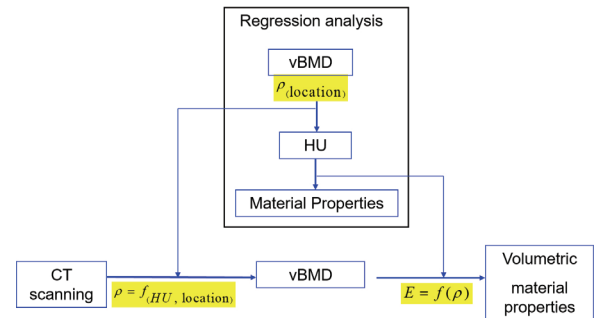 Regression analysis
vBMD
ρ(location)
HU
Material Properties
CT
scanning
ρ = f(HU, location)
vBMD
E = f(ρ)
Volumetric
material
properties